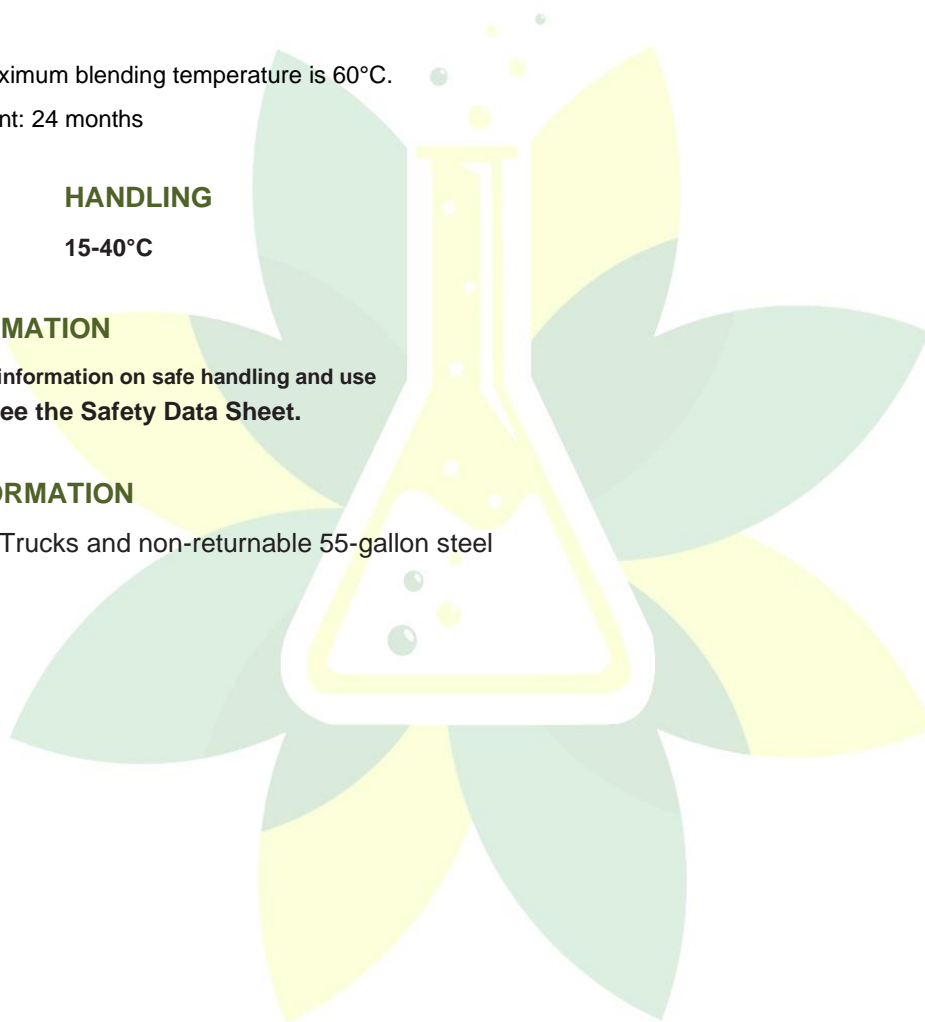 ximum blending temperature is 60°C.
nt: 24 months
HANDLING
15-40°C
MATION
information on safe handling and use
ee the Safety Data Sheet.
ORMATION
Trucks and non-returnable 55-gallon steel